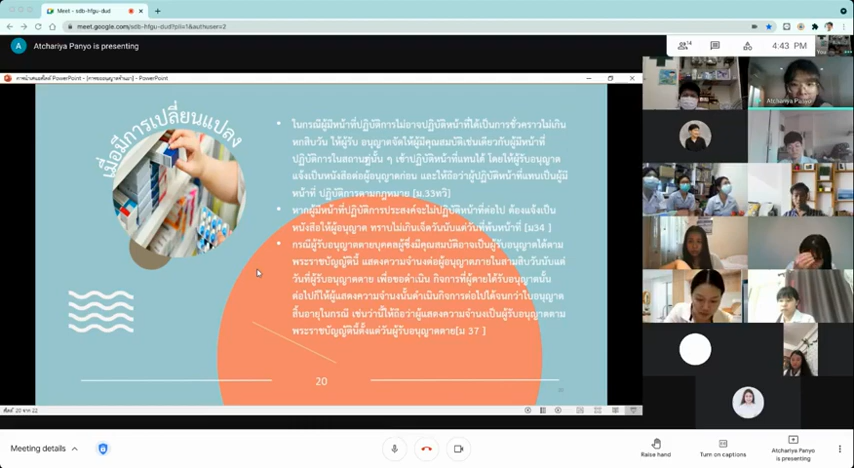 Meet - sdb-hfgu-dud
meet.google.com/sdb-hfgu-dud?pli=1&authuser=2
A
Atchariya Panyo is presenting
14
4:43 PM
You
Atchariya Panyo
เมื่อมีการเปลี่ยนแปลง
• ในกรณีผู้มีหน้าที่ปฏิบัติการไม่อาจปฏิบัติหน้าที่ได้เป็นการชั่วคราวไม่เกิน
หกสิบวัน ให้ผู้รับ อนุญาตจัดให้ผู้มีคุณสมบัติเช่นเดียวกับผู้มีหน้าที่
ปฏิบัติการในสถานที่นั้น ๆ เข้าปฏิบัติหน้าที่แทนได้ โดยให้ผู้รับอนุญาต
แจ้งเป็นหนังสือต่อผู้อนุญาตก่อน และให้ถือว่าผู้ปฏิบัติหน้าที่แทนเป็นผู้มี
หน้าที่ ปฏิบัติการตามกฎหมาย [ม.33ทวิ]
• หากผู้มีหน้าที่ปฏิบัติการประสงค์จะไม่ปฏิบัติหน้าที่ต่อไป ต้องแจ้งเป็น
หนังสือให้ผู้อนุญาต ทราบไม่เกินเจ็ดวันนับแต่วันที่พ้นหน้าที่ [ม34 ]
• กรณีผู้รับอนุญาตตายบุคคลผู้ซึ่งมีคุณสมบัติอาจเป็นผู้รับอนุญาตได้ตาม
พระราชบัญญัตินี้ แสดงความจำนงต่อผู้อนุญาตภายในสามสิบวันนับแต่
วันที่ผู้รับอนุญาตตาย เพื่อขอดำเนิน กิจการที่ผู้ตายได้รับอนุญาตนั้น
ต่อไปก็ให้ผู้แสดงความจำนงนั้นดำเนินกิจการต่อไปได้จนกว่าใบอนุญาต
สิ้นอายุในกรณี เช่นว่านี้ให้ถือว่าผู้แสดงความจำนงเป็นผู้รับอนุญาตตาม
พระราชบัญญัตินี้ตั้งแต่วันผู้รับอนุญาตตาย[ม 37 ]
20
20
Meeting details
Raise hand
Turn on captions
Atchariya Panyo
is presenting